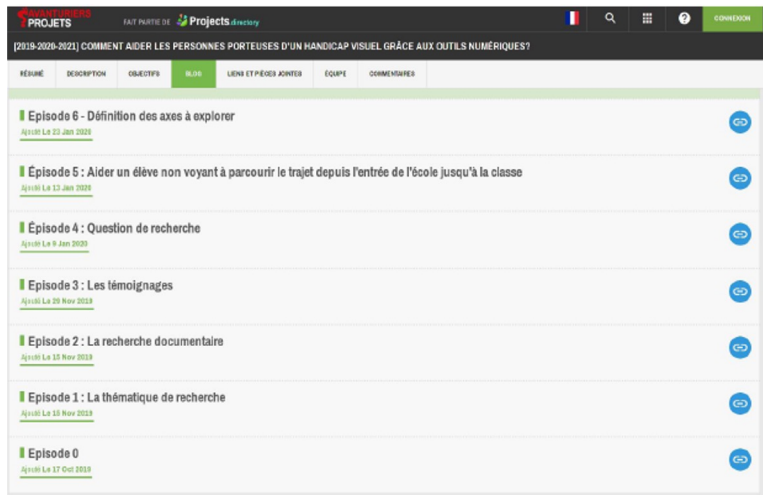 SAVANTURIERS
PROJETS
FAIT PARTIE DE Projects.directory
CONNEXION
[2019-2020-2021] COMMENT AIDER LES PERSONNES PORTEUSES D'UN HANDICAP VISUEL GRÂCE AUX OUTILS NUMÉRIQUES?
RÉSUMÉ DESCRIPTION OBJECTIFS BLOG LIENS ET PIÈCES JOINTES ÉQUIPE COMMENTAIRES
Episode 6 - Définition des axes à explorer
Ajouté Le 23 Jan 2020
Épisode 5 : Aider un élève non voyant à parcourir le trajet depuis l'entrée de l'école jusqu'à la classe
Ajouté Le 13 Jan 2020
Épisode 4 : Question de recherche
Ajouté Le 9 Jan 2020
Episode 3 : Les témoignages
Ajouté Le 29 Nov 2019
Episode 2 : La recherche documentaire
Ajouté Le 15 Nov 2019
Episode 1 : La thématique de recherche
Ajouté Le 15 Nov 2019
Episode 0
Ajouté Le 17 Oct 2019